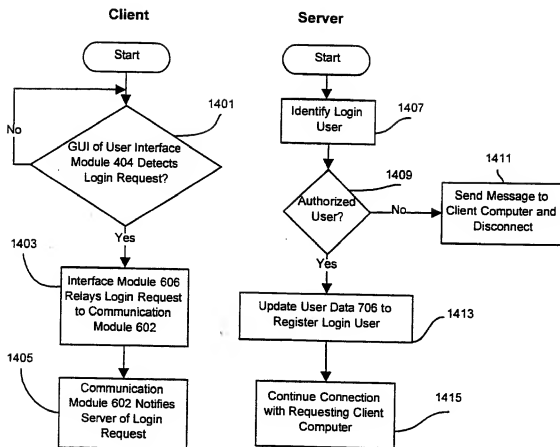 Client
Start
1401
No
GUI of User Interface
Module 404 Detects
Login Request?
Yes
1403
Interface Module 606
Relays Login Request
to Communication
Module 602
1405
Communication
Module 602 Notifies
Server of Login
Request
Server
Start
1407
Identify Login
User
1409
Authorized
User?
No
1411
Send Message to
Client Computer and
Disconnect
Yes
Update User Data 706 to
Register Login User
1413
Continue Connection
with Requesting Client
Computer
1415